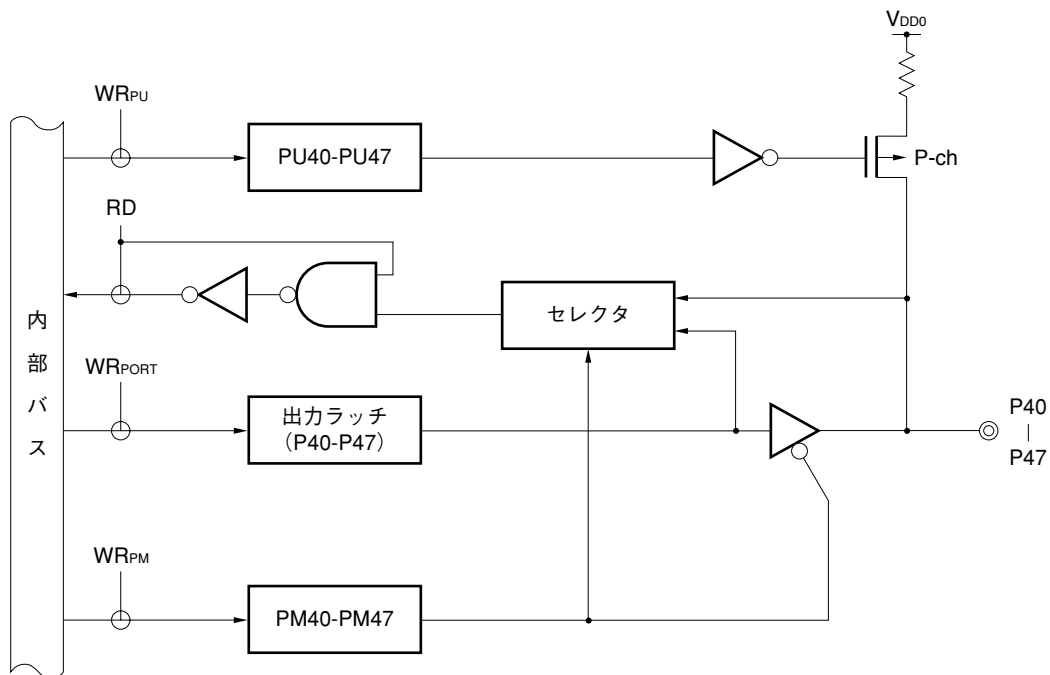 VDD0
WRPU
PU40-PU47
P-ch
RD
セレクタ
内部バス
WRPORT
出力ラッチ
(P40-P47)
P40
|
P47
WRPM
PM40-PM47